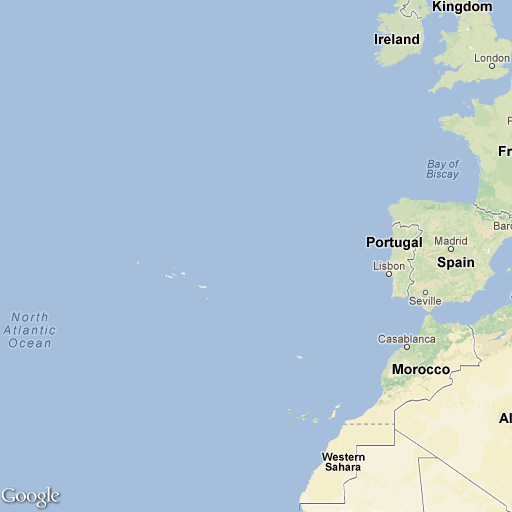 Kingdom
Ireland
London
F
Fr
Bay of
Biscay
Barc
Portugal
Madrid
Lisbon
Spain
Seville
North
Atlantic
Ocean
Casablanca
Morocco
Al
Western
Sahara
Google